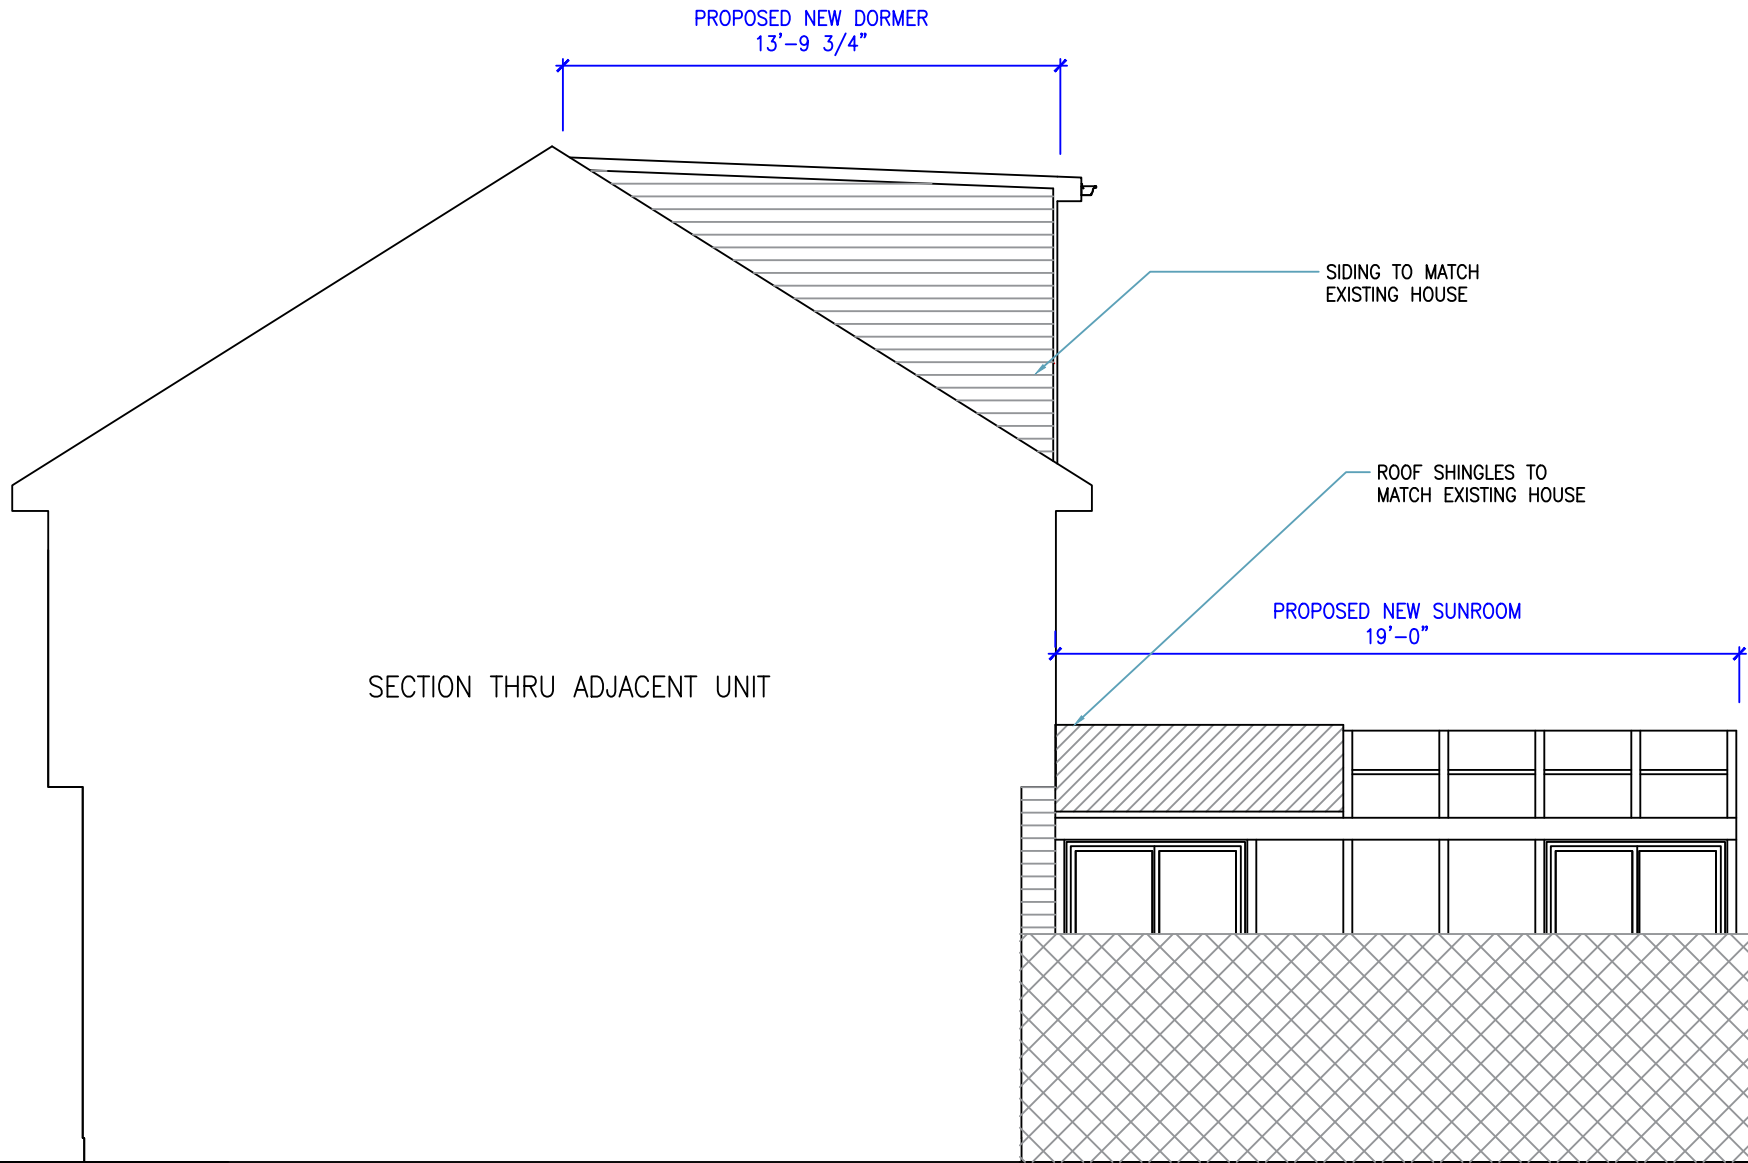 PROPOSED NEW DORMER
13'-9 3/4"
SIDING TO MATCH
EXISTING HOUSE
ROOF SHINGLES TO
MATCH EXISTING HOUSE
PROPOSED NEW SUNROOM
19'-0"
SECTION THRU ADJACENT UNIT